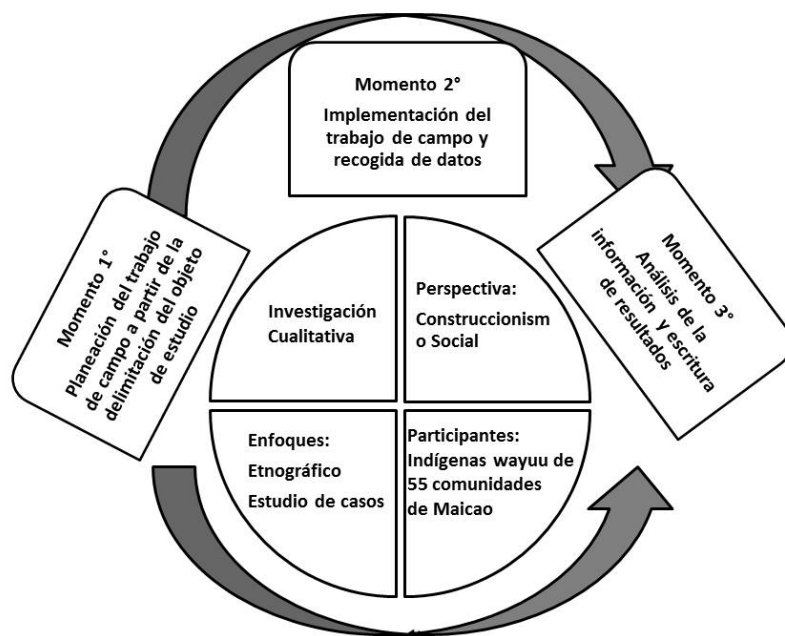 Momento 1°
Planeación del trabajo
de campo a partir de la
delimitación del objeto
de estudio
Momento 2°
Implementación del
trabajo de campo y
recogida de datos
Momento 3°
Análisis de la
información y escritura
de resultados
Investigación
Cualitativa
Perspectiva:
Construccionism
o Social
Enfoques:
Etnográfico
Estudio de casos
Participantes:
Indígenas wayuu de
55 comunidades
de Maicao